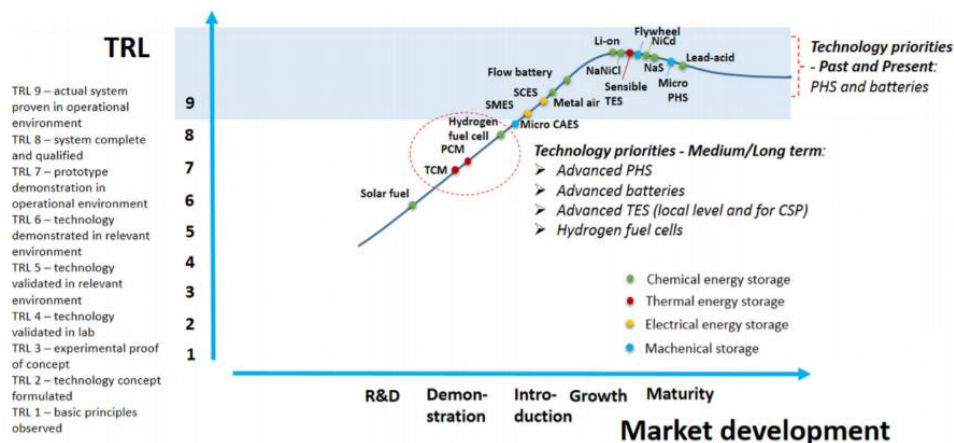 TRL
TRL 9 – actual system
proven in operational
environment
TRL 8 – system complete
and qualified
TRL 7 – prototype
demonstration in
operational environment
TRL 6 – technology
demonstrated in relevant
environment
TRL 5 – technology
validated in relevant
environment
TRL 4 – technology
validated in lab
TRL 3 – experimental proof
of concept
TRL 2 – technology concept
formulated
TRL 1 – basic principles
observed
9
8
7
6
5
4
3
2
1
Solar fuel
TCM
PCM
Hydrogen
fuel cell
Micro CAES
SMES
SCES
Metal air
Flow battery
Li-on
NaNiCl
Sensible
TES
Flywheel
NiCd
NaS
Micro
PHS
Lead-acid
Technology priorities
- Past and Present:
PHS and batteries
Technology priorities - Medium/Long term:
➢ Advanced PHS
➢ Advanced batteries
➢ Advanced TES (local level and for CSP)
➢ Hydrogen fuel cells
Chemical energy storage
Thermal energy storage
Electrical energy storage
Machenical storage
R&D
Demon-
stration
Intro-
duction
Growth
Maturity
Market development